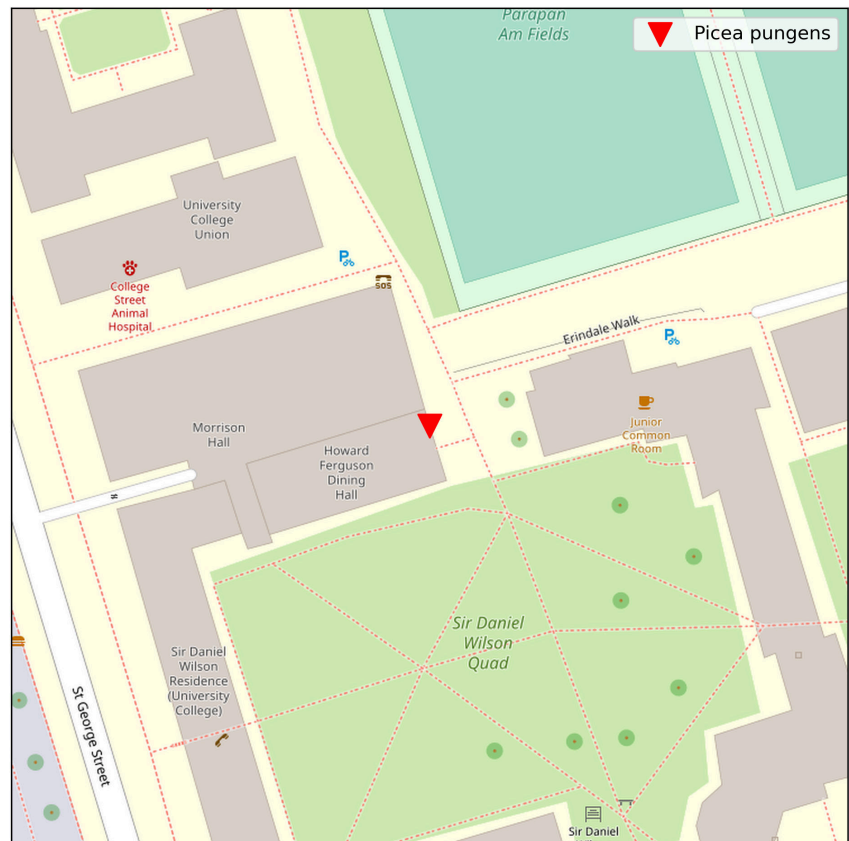 Parapan
Am Fields
Picea pungens
University
College
Union
College
Street
Animal
Hospital
SOS
Erindale Walk
Junior
Common
Room
Morrison
Hall
Howard
Ferguson
Dining
Hall
Sir Daniel
Wilson
Quad
Sir Daniel
Wilson
Residence
(University
College)
St George Street
Sir Daniel